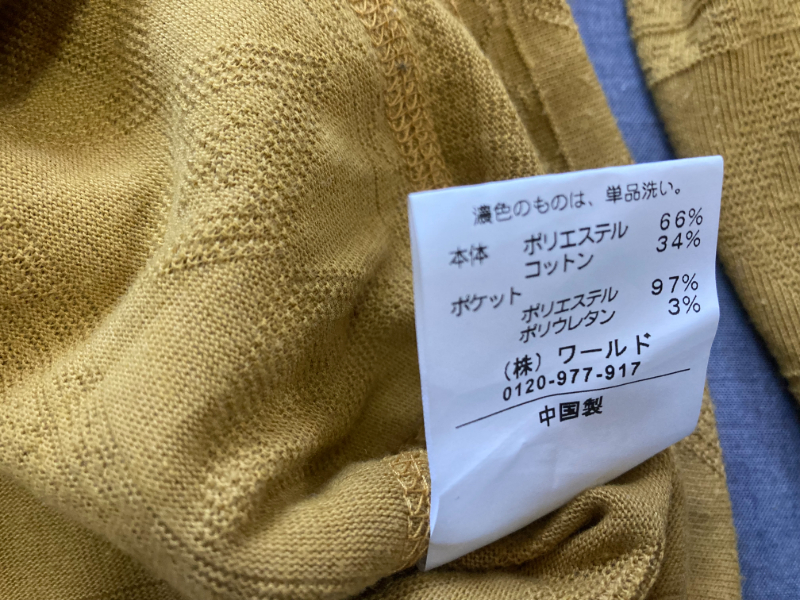 濃色のものは、単品洗い。
本体 ポリエステル 66%
コットン 34%
ポケット ポリエステル 97%
ポリウレタン 3%
(株) ワールド
0120-977-917
中国製